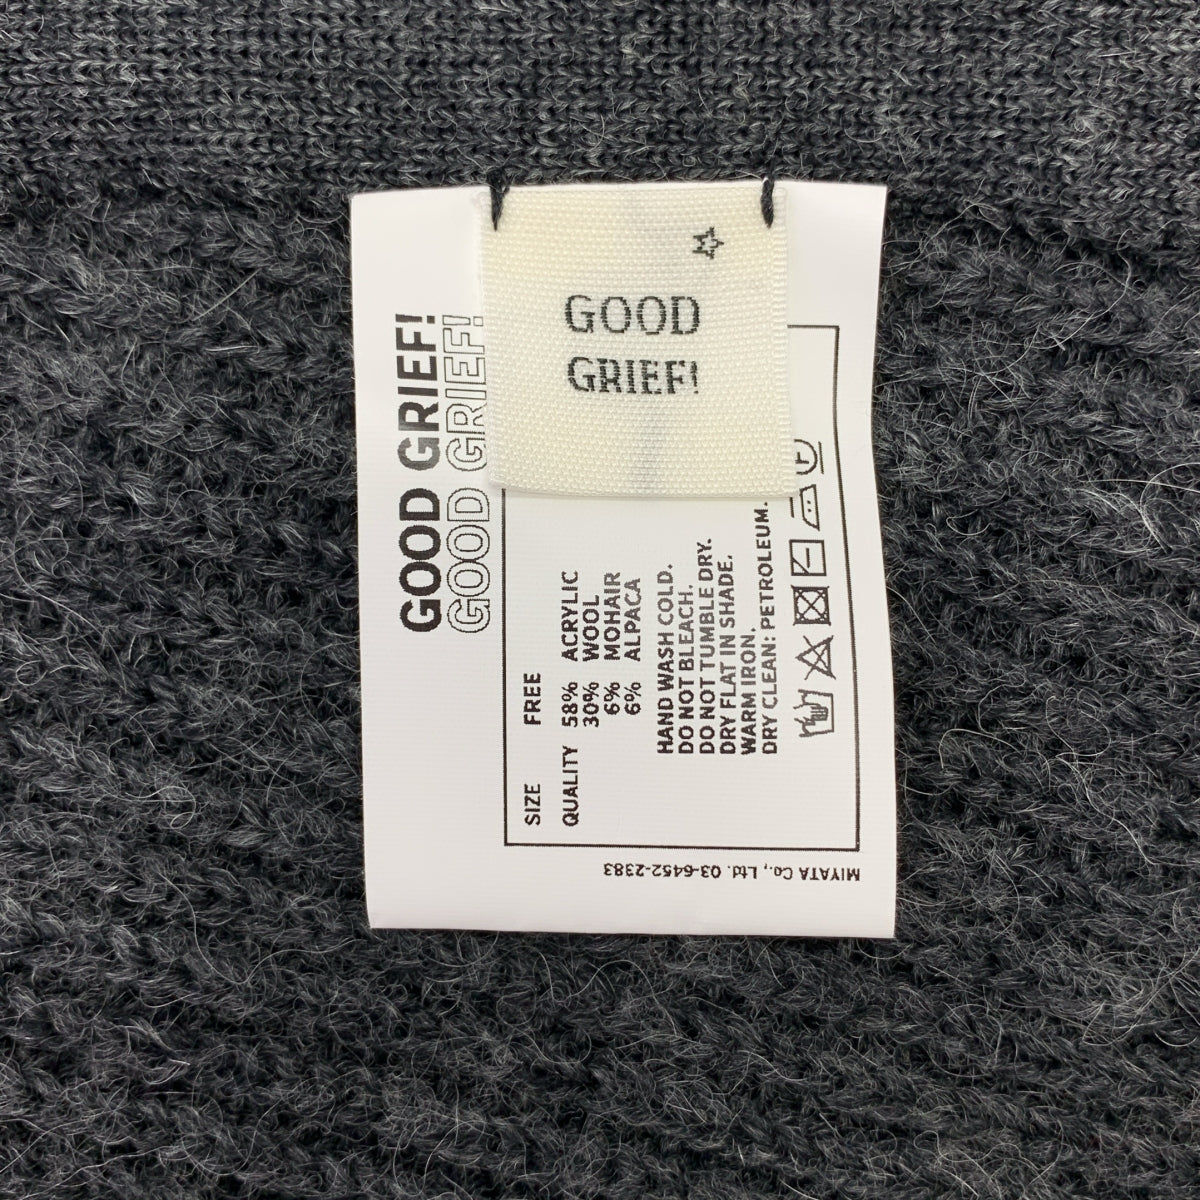 GOOD
GRIEF!
GOOD GRIEF!
GOOD GRIEF!
SIZE FREE
QUALITY 58% ACRYLIC
30% WOOL
6% MOHAIR
6% ALPACA
HAND WASH COLD.
DO NOT BLEACH.
DO NOT TUMBLE DRY.
DRY FLAT IN SHADE.
WARM IRON.
DRY CLEAN: PETROLEUM.
MIYATA Co., Ltd. 03-6452-2383